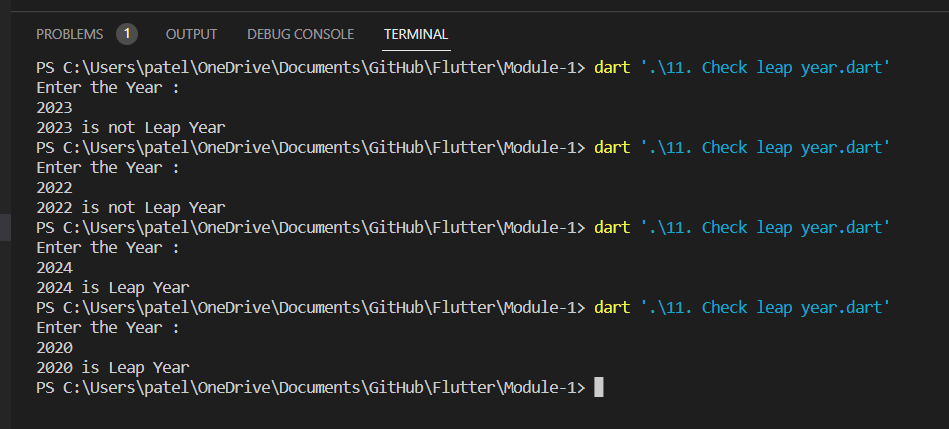 PROBLEMS 1 OUTPUT DEBUG CONSOLE TERMINAL
PS C:\Users\patel\OneDrive\Documents\GitHub\Flutter\Module-1> dart '.\11. Check leap year.dart'
Enter the Year :
2023
2023 is not Leap Year
PS C:\Users\patel\OneDrive\Documents\GitHub\Flutter\Module-1> dart '.\11. Check leap year.dart'
Enter the Year :
2022
2022 is not Leap Year
PS C:\Users\patel\OneDrive\Documents\GitHub\Flutter\Module-1> dart '.\11. Check leap year.dart'
Enter the Year :
2024
2024 is Leap Year
PS C:\Users\patel\OneDrive\Documents\GitHub\Flutter\Module-1> dart '.\11. Check leap year.dart'
Enter the Year :
2020
2020 is Leap Year
PS C:\Users\patel\OneDrive\Documents\GitHub\Flutter\Module-1>